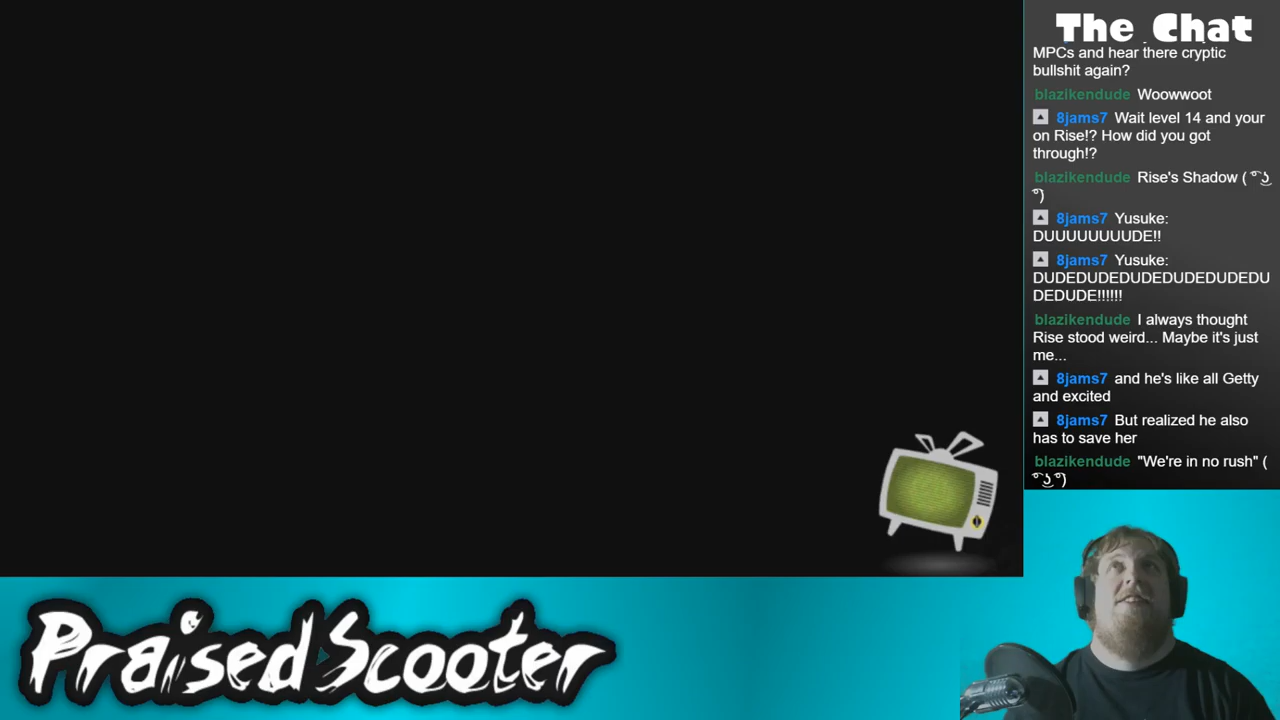 The Chat
MPCs and hear there cryptic
bullshit again?
blazikendude Woowwoot
8jams7 Wait level 14 and your
on Rise!? How did you got
through!?
blazikendude Rise's Shadow ( ͡° ͜ʖ
͡°)
8jams7 Yusuke:
DUUUUUUUUDE!!
8jams7 Yusuke:
DUDEDUDEDUDEDUDEDUDEDU
DEDUDE!!!!!!
blazikendude I always thought
Rise stood weird... Maybe it's just
me...
8jams7 and he's like all Getty
and excited
8jams7 But realized he also
has to save her
blazikendude "We're in no rush" (
͡° ͜ʖ ͡°)
PraisedScooter